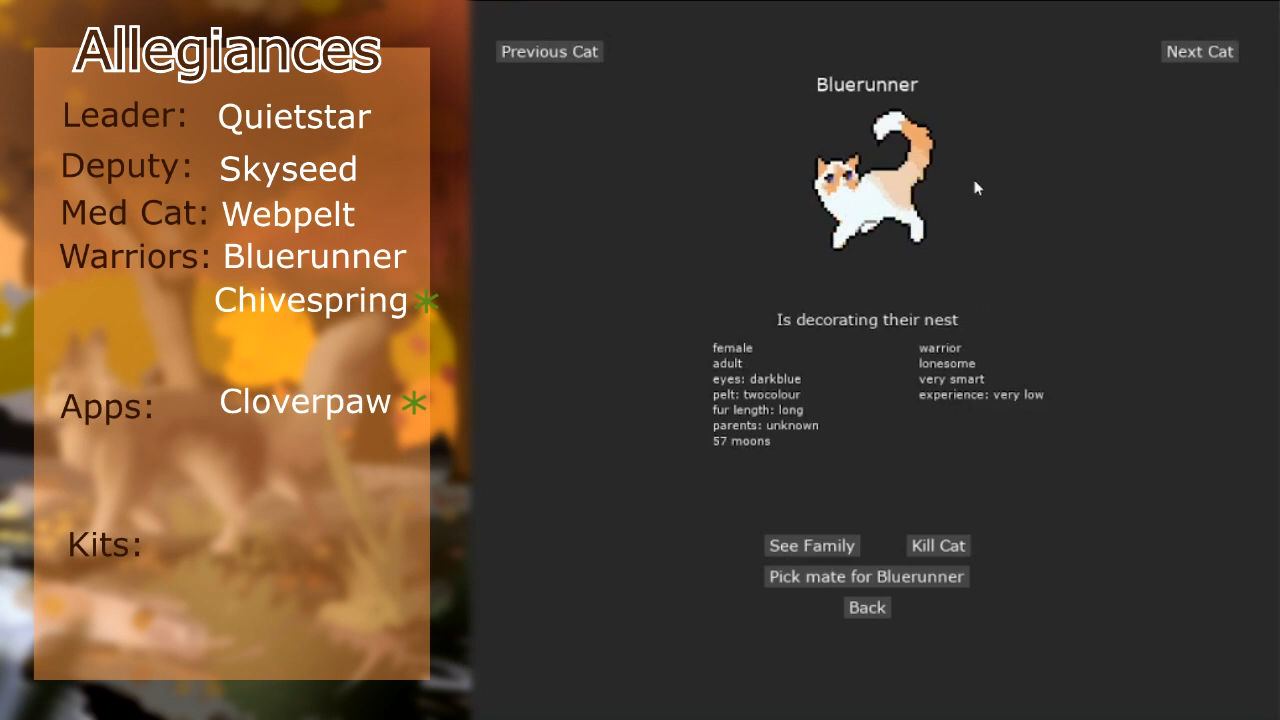 Allegiances
Leader: Quietstar
Deputy: Skyseed
Med Cat: Webpelt
Warriors: Bluerunner
Chivespring*
Apps: Cloverpaw *
Kits:
Previous Cat
Next Cat
Bluerunner
Is decorating their nest
female
adult
eyes: darkblue
pelt: twocolour
fur length: long
parents: unknown
57 moons
warrior
lonesome
very smart
experience: very low
See Family
Kill Cat
Pick mate for Bluerunner
Back